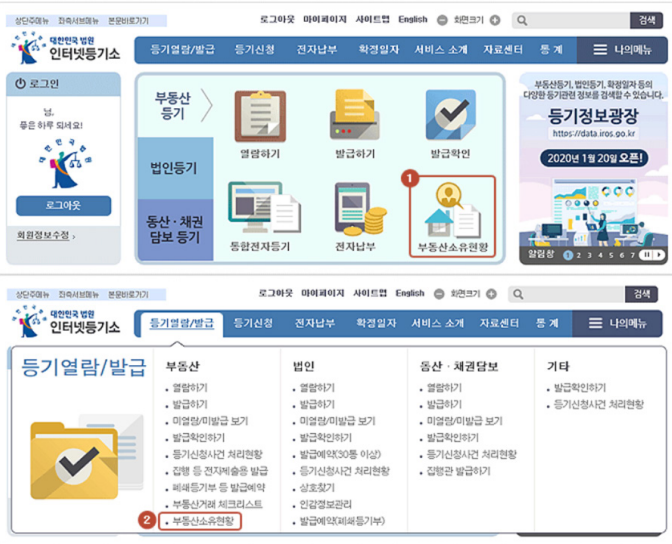 상단주메뉴 좌측서브메뉴 본문바로가기
로그아웃 마이페이지 사이트맵 English 화면크기 검색
대한민국 법원
인터넷등기소
등기열람/발급 등기신청 전자납부 확정일자 서비스 소개 자료센터 통 계 나의메뉴
로그인
님,
좋은 하루 되세요!
대한민국법원
로그아웃
회원정보수정 >
부동산
등기
법인등기
동산 · 채권
담보 등기
열람하기 발급하기 발급확인
1
통합전자등기 전자납부 부동산소유현황
부동산등기, 법인등기, 확정일자 등의
다양한 등기관련 정보를 검색할 수 있습니다.
등기정보광장
https://data.iros.go.kr
2020년 1월 20일 오픈!
알림창 1 2 3 4 5 6 7 8 9
상단주메뉴 좌측서브메뉴 본문바로가기
로그아웃 마이페이지 사이트맵 English 화면크기 검색
대한민국 법원
인터넷등기소
등기열람/발급 등기신청 전자납부 확정일자 서비스 소개 자료센터 통 계 나의메뉴
등기열람/발급
부동산
열람하기
발급하기
미열람/미발급 보기
발급확인하기
등기신청사건 처리현황
집행 등 전자제출용 발급
폐쇄등기부 등 발급예약
부동산거래 체크리스트
2 부동산소유현황
법인
열람하기
발급하기
미열람/미발급 보기
발급확인하기
발급예약(30통 이상)
등기신청사건 처리현황
상호찾기
인감정보관리
발급예약(폐쇄등기부)
동산 · 채권담보
열람하기
발급하기
미열람/미발급 보기
발급확인하기
등기신청사건 처리현황
집행관 발급하기
기타
발급확인하기
등기신청사건 처리현황